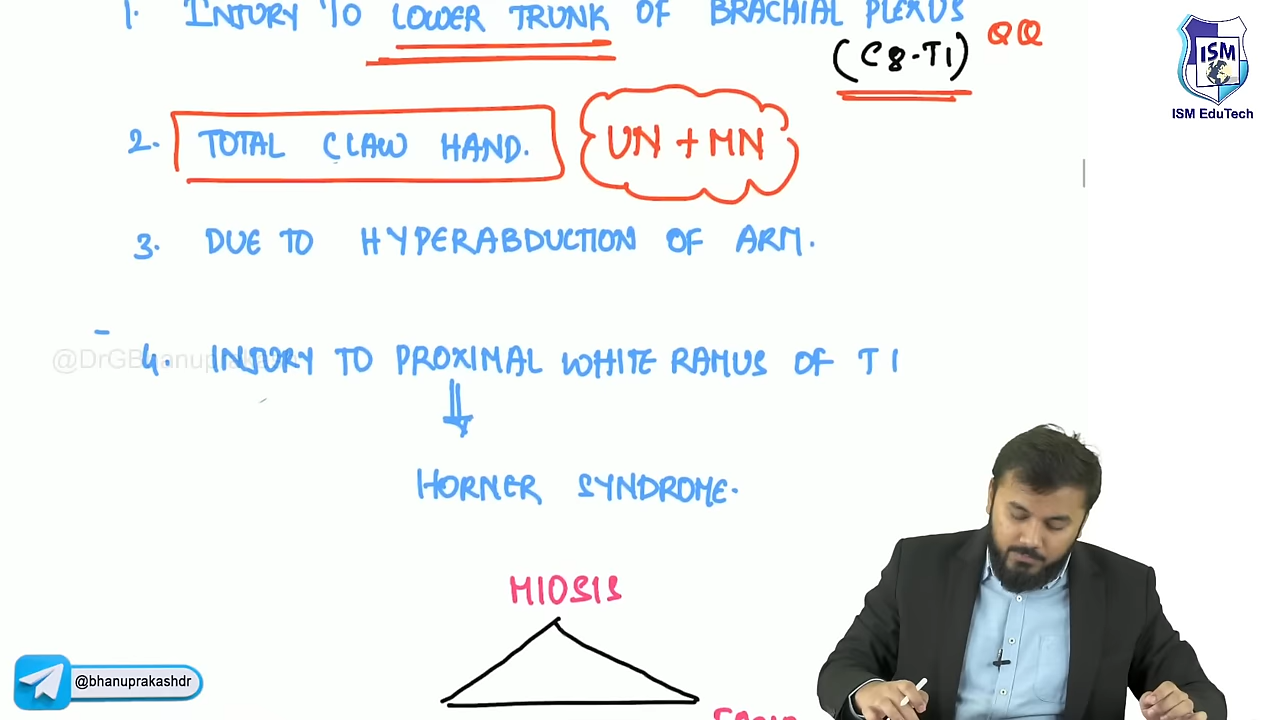 1. INJURY TO LOWER TRUNK OF BRACHIAL PLEXUS
(C8-T1)
QQ
ISM
ISM EduTech
2. TOTAL CLAW HAND.
UN + MN
3. DUE TO HYPERABDUCTION OF ARM.
@DrGBhanuprakash
4. INJURY TO PROXIMAL WHITE RAMUS OF T1
HORNER SYNDROME.
MIOSIS
@bhanuprakashdr